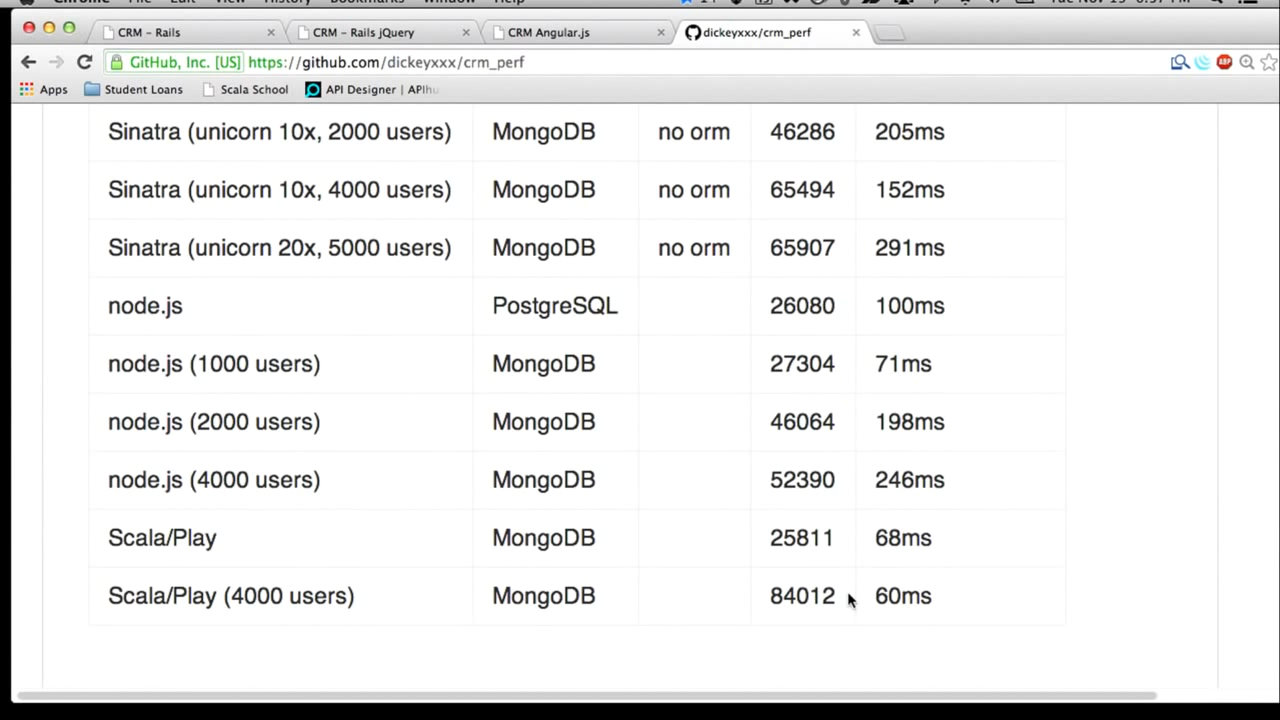 CRM – Rails
CRM – Rails jQuery
CRM Angular.js
dickeyxxx/crm_perf
GitHub, Inc. [US] https://github.com/dickeyxxx/crm_perf
Apps Student Loans Scala School API Designer | APIhu
Sinatra (unicorn 10x, 2000 users) MongoDB no orm 46286 205ms
Sinatra (unicorn 10x, 4000 users) MongoDB no orm 65494 152ms
Sinatra (unicorn 20x, 5000 users) MongoDB no orm 65907 291ms
node.js PostgreSQL 26080 100ms
node.js (1000 users) MongoDB 27304 71ms
node.js (2000 users) MongoDB 46064 198ms
node.js (4000 users) MongoDB 52390 246ms
Scala/Play MongoDB 25811 68ms
Scala/Play (4000 users) MongoDB 84012 60ms